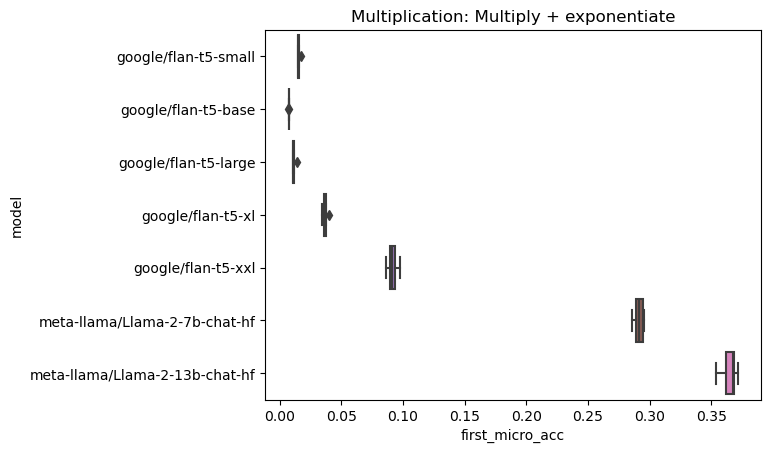 Multiplication: Multiply + exponentiate
google/flan-t5-small
google/flan-t5-base
google/flan-t5-large
google/flan-t5-xl
google/flan-t5-xxl
meta-llama/Llama-2-7b-chat-hf
meta-llama/Llama-2-13b-chat-hf
model
0.00 0.05 0.10 0.15 0.20 0.25 0.30 0.35
first_micro_acc